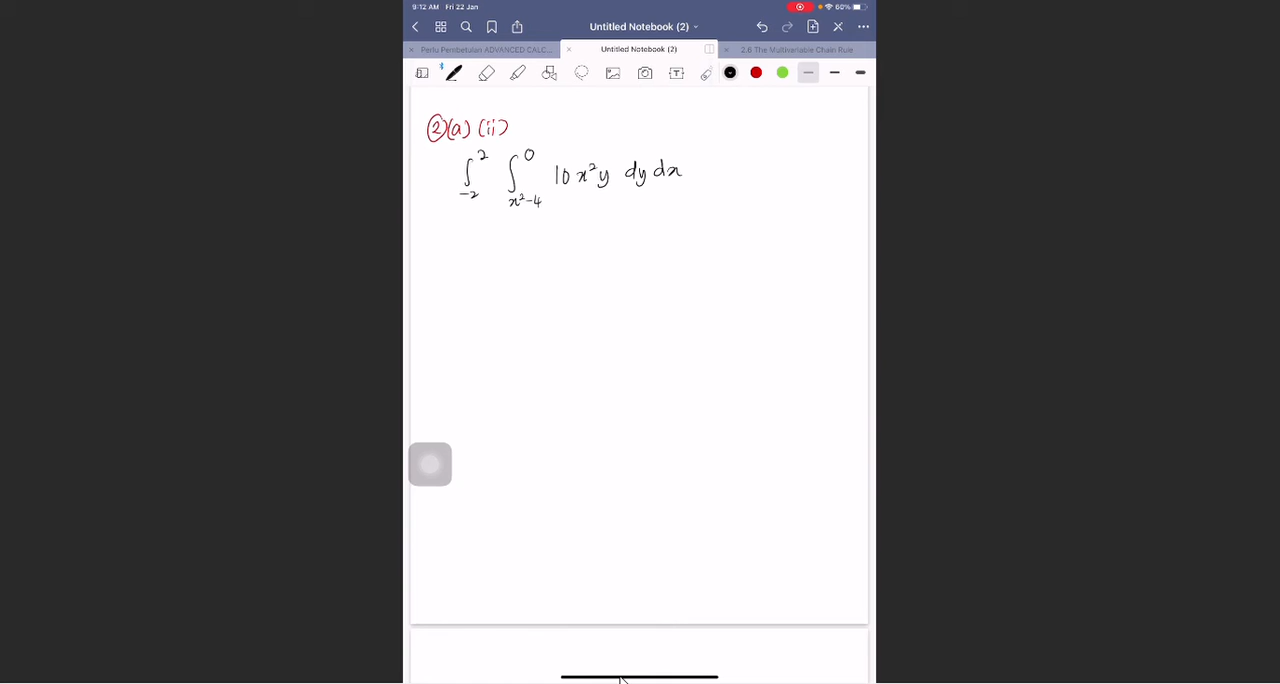 9:12 AM Fri 22 Jan
60%
Untitled Notebook (2)
Perlu Pembetulan ADVANCED CALC...
Untitled Notebook (2)
2.6 The Multivariable Chain Rule
② (a) (ii)
∫_{-2}^{2} ∫_{x²-4}^{0} 10x²y dy dx